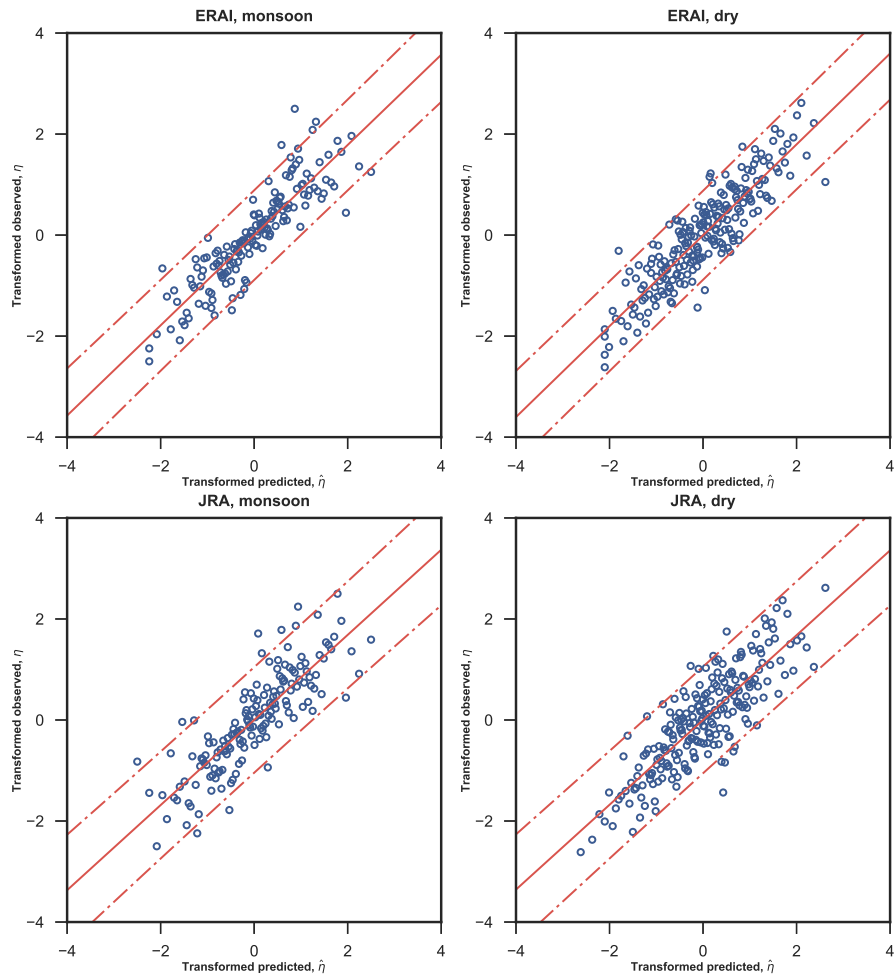 ERAI, monsoon
4
2
0
−2
−4
Transformed observed, η
−4 −2 0 2 4
Transformed predicted, η̂
ERAI, dry
4
2
0
−2
−4
Transformed observed, η
−4 −2 0 2 4
Transformed predicted, η̂
JRA, monsoon
4
2
0
−2
−4
Transformed observed, η
−4 −2 0 2 4
Transformed predicted, η̂
JRA, dry
4
2
0
−2
−4
Transformed observed, η
−4 −2 0 2 4
Transformed predicted, η̂